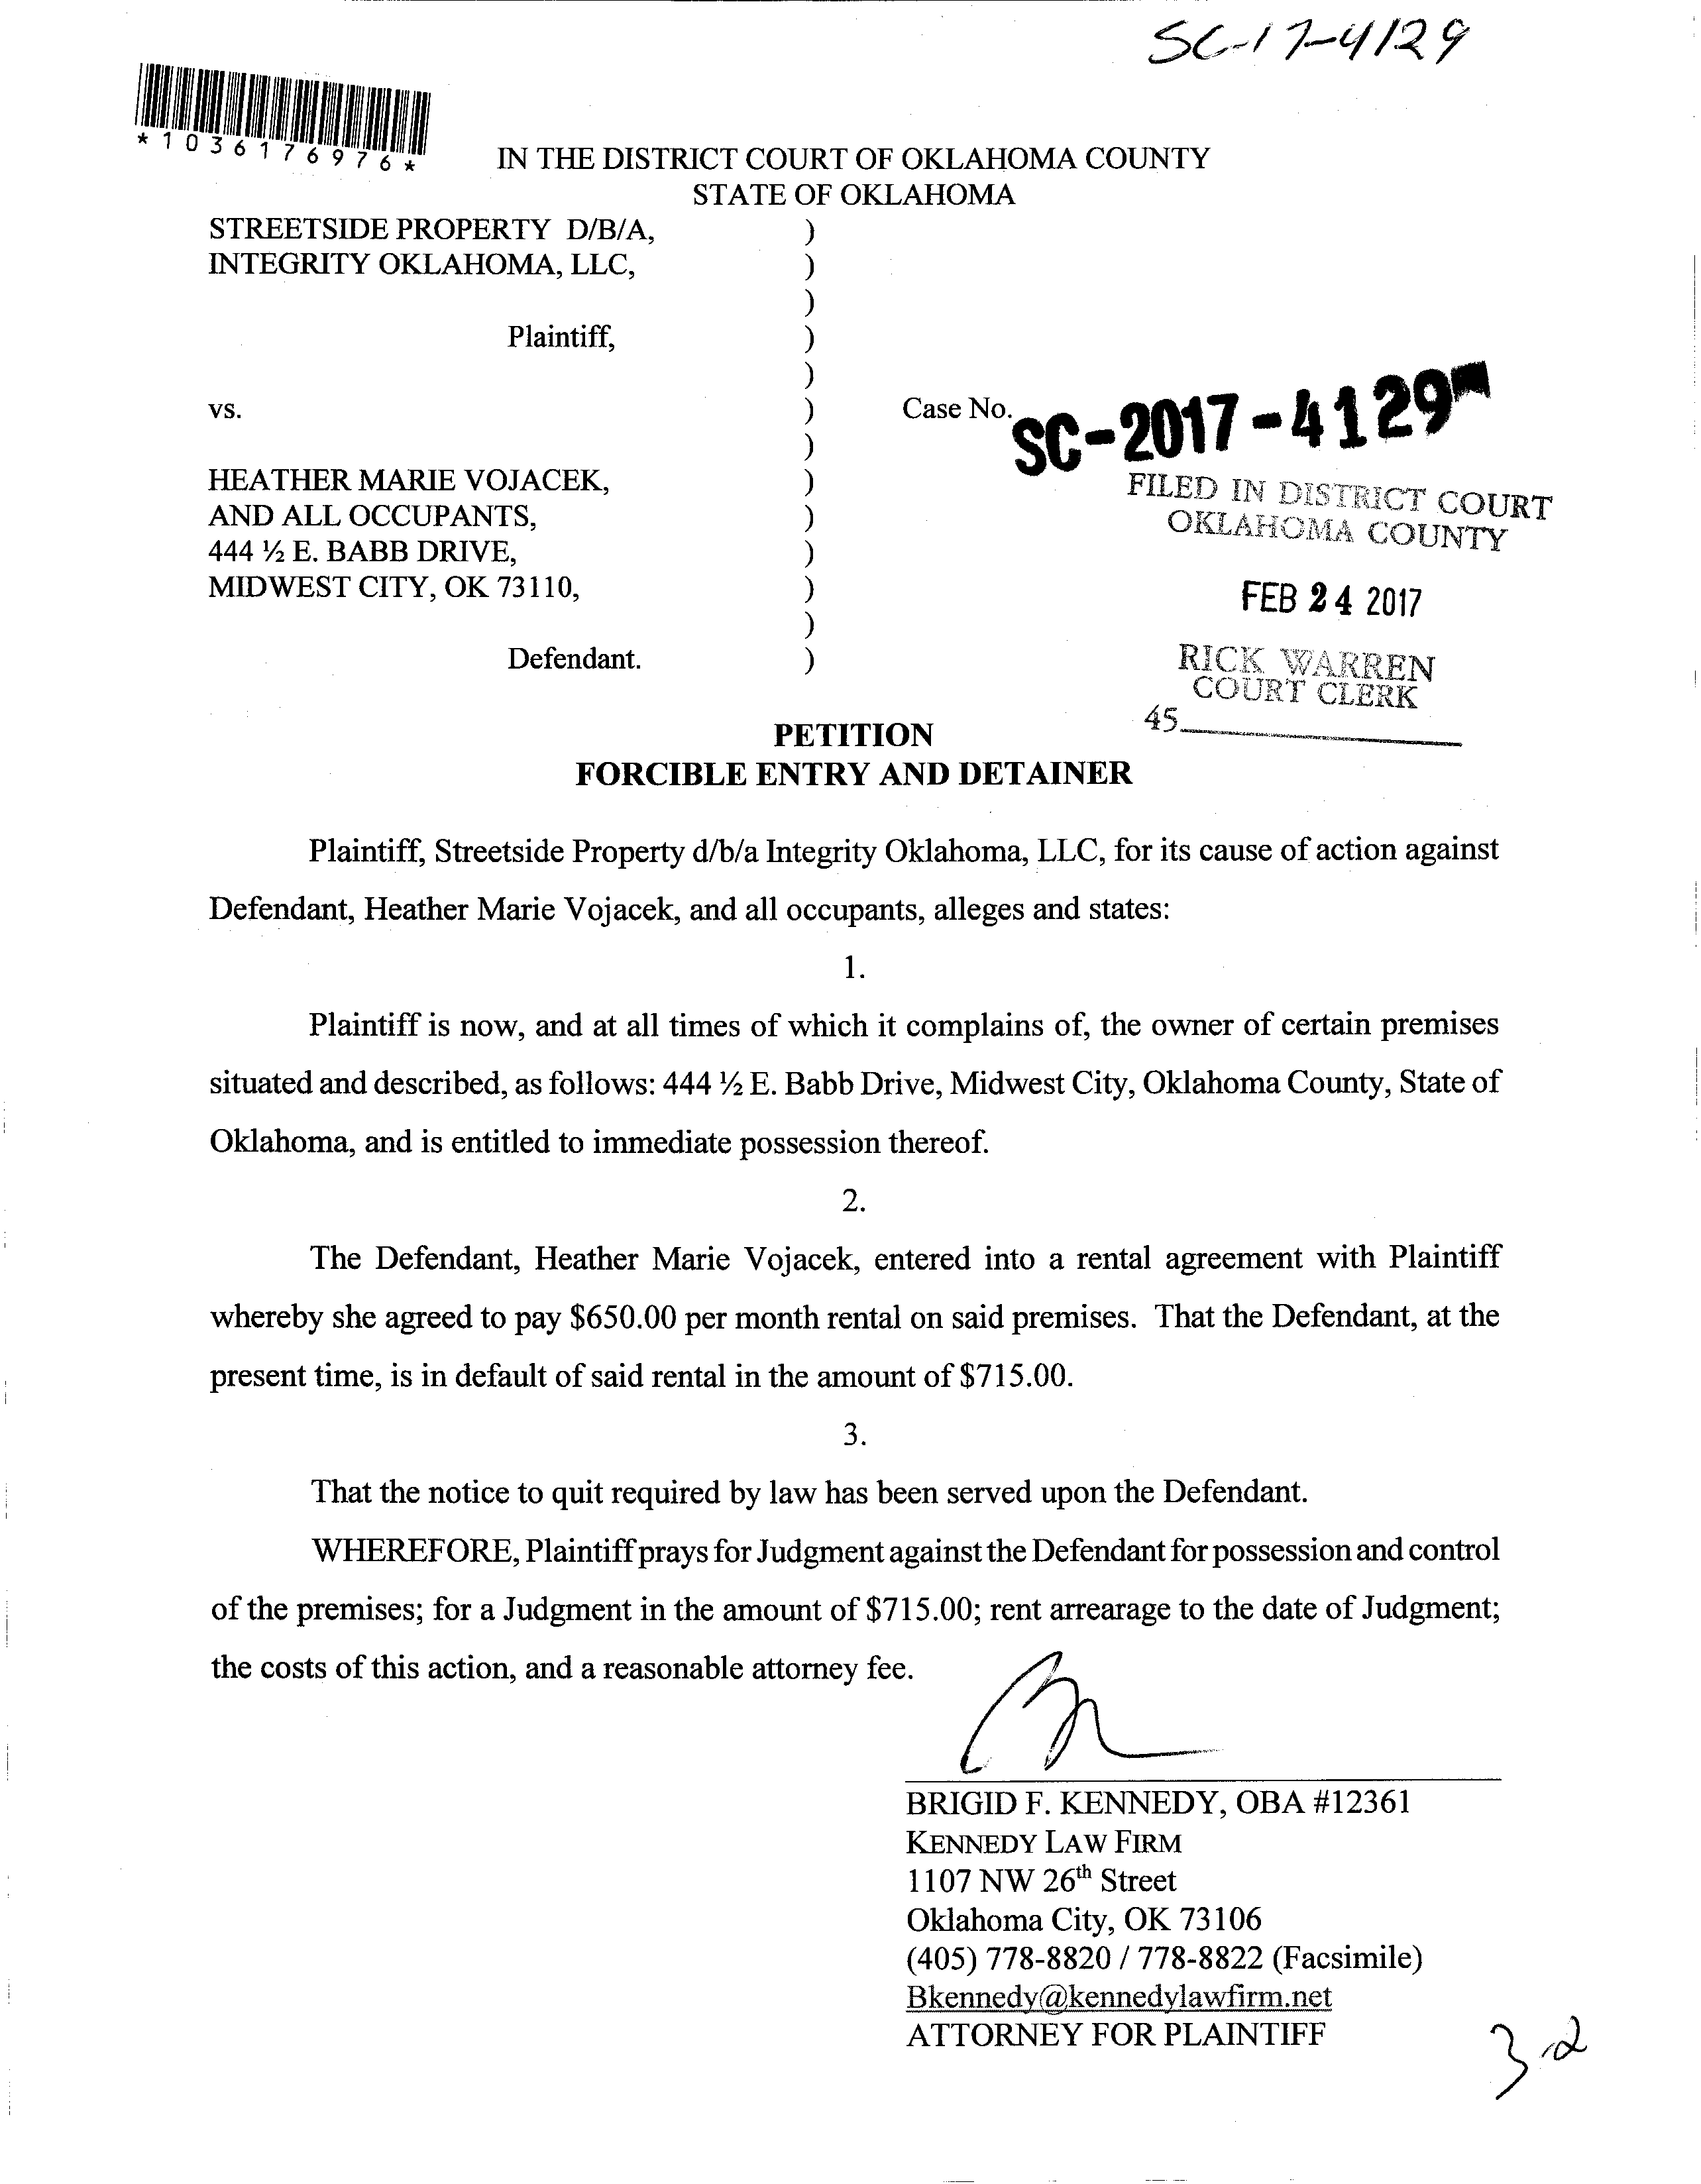 SC-17-4129
*1036176976*
IN THE DISTRICT COURT OF OKLAHOMA COUNTY
STATE OF OKLAHOMA
STREETSIDE PROPERTY D/B/A, )
INTEGRITY OKLAHOMA, LLC, )
)
Plaintiff, )
)
vs. ) Case No. SC-2017-4129
)
HEATHER MARIE VOJACEK, )
AND ALL OCCUPANTS, )
444 ½ E. BABB DRIVE, )
MIDWEST CITY, OK 73110, )
)
Defendant. )
FILED IN DISTRICT COURT
OKLAHOMA COUNTY
FEB 24 2017
RICK WARREN
COURT CLERK
45
PETITION
FORCIBLE ENTRY AND DETAINER
Plaintiff, Streetside Property d/b/a Integrity Oklahoma, LLC, for its cause of action against
Defendant, Heather Marie Vojacek, and all occupants, alleges and states:
1.
Plaintiff is now, and at all times of which it complains of, the owner of certain premises
situated and described, as follows: 444 ½ E. Babb Drive, Midwest City, Oklahoma County, State of
Oklahoma, and is entitled to immediate possession thereof.
2.
The Defendant, Heather Marie Vojacek, entered into a rental agreement with Plaintiff
whereby she agreed to pay $650.00 per month rental on said premises. That the Defendant, at the
present time, is in default of said rental in the amount of $715.00.
3.
That the notice to quit required by law has been served upon the Defendant.
WHEREFORE, Plaintiff prays for Judgment against the Defendant for possession and control
of the premises; for a Judgment in the amount of $715.00; rent arrearage to the date of Judgment;
the costs of this action, and a reasonable attorney fee.
BRIGID F. KENNEDY, OBA #12361
KENNEDY LAW FIRM
1107 NW 26th Street
Oklahoma City, OK 73106
(405) 778-8820 / 778-8822 (Facsimile)
Bkennedy@kennedylawfirm.net
ATTORNEY FOR PLAINTIFF